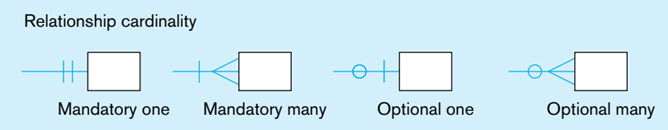 Relationship cardinality
Mandatory one
Mandatory many
Optional one
Optional many